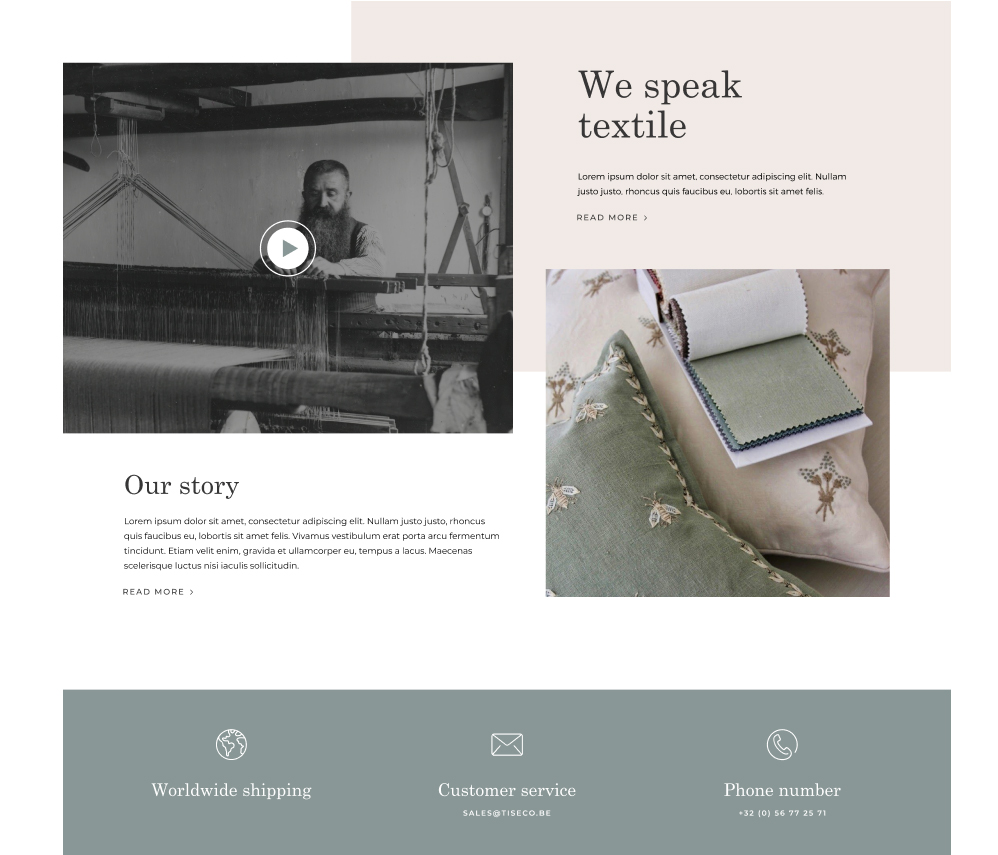 We speak
textile
Lorem ipsum dolor sit amet, consectetur adipiscing elit. Nullam
justo justo, rhoncus quis faucibus eu, lobortis sit amet felis.
READ MORE >
Our story
Lorem ipsum dolor sit amet, consectetur adipiscing elit. Nullam justo justo, rhoncus
quis faucibus eu, lobortis sit amet felis. Vivamus vestibulum erat porta arcu fermentum
tincidunt. Etiam velit enim, gravida et ullamcorper eu, tempus a lacus. Maecenas
scelerisque luctus nisi iaculis sollicitudin.
READ MORE >
Worldwide shipping
Customer service
SALES@TISECO.BE
Phone number
+32 (0) 56 77 25 71